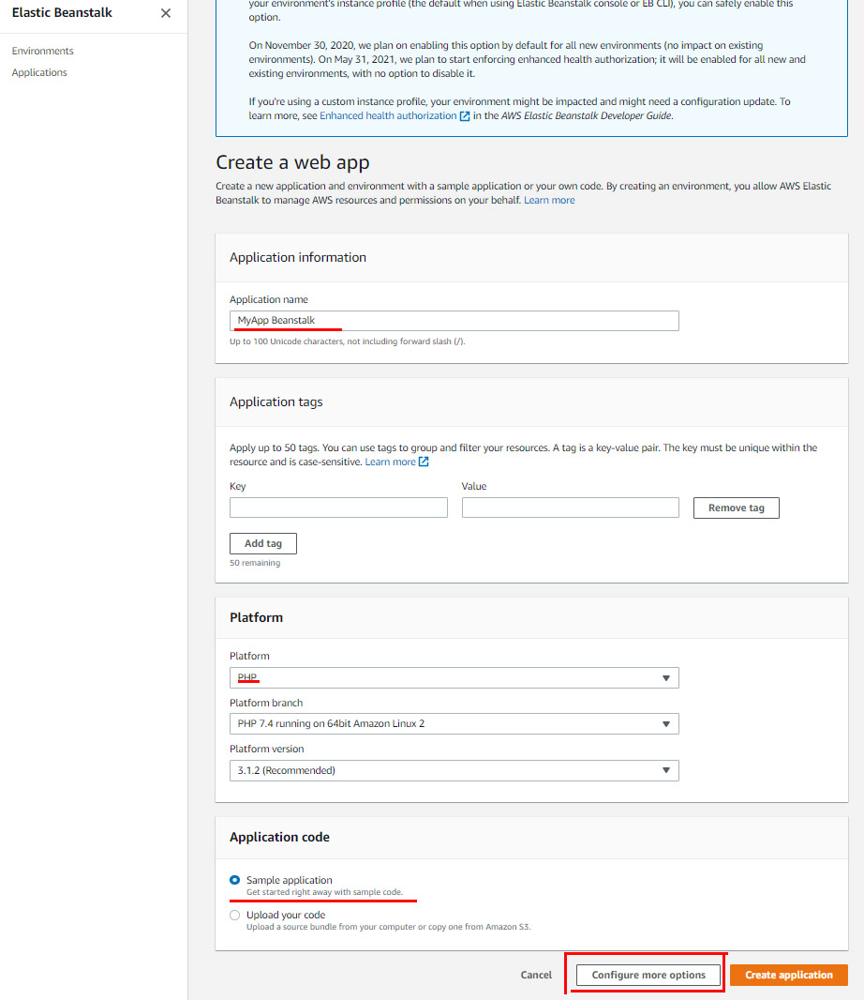 Elastic Beanstalk
Environments
Applications
your environment's instance profile (the default when using Elastic Beanstalk console or EB CLI), you can safely enable this
option.
On November 30, 2020, we plan on enabling this option by default for all new environments (no impact on existing
environments). On May 31, 2021, we plan to start enforcing enhanced health authorization; it will be enabled for all new and
existing environments, with no option to disable it.
If you're using a custom instance profile, your environment might be impacted and might need a configuration update. To
learn more, see Enhanced health authorization in the AWS Elastic Beanstalk Developer Guide.
Create a web app
Create a new application and environment with a sample application or your own code. By creating an environment, you allow AWS Elastic
Beanstalk to manage AWS resources and permissions on your behalf. Learn more
Application information
Application name
MyApp Beanstalk
Up to 100 Unicode characters, not including forward slash (/).
Application tags
Apply up to 50 tags. You can use tags to group and filter your resources. A tag is a key-value pair. The key must be unique within the
resource and is case-sensitive. Learn more
Key Value
Remove tag
Add tag
50 remaining
Platform
Platform
PHP
Platform branch
PHP 7.4 running on 64bit Amazon Linux 2
Platform version
3.1.2 (Recommended)
Application code
Sample application
Get started right away with sample code.
Upload your code
Upload a source bundle from your computer or copy one from Amazon S3.
Cancel Configure more options Create application